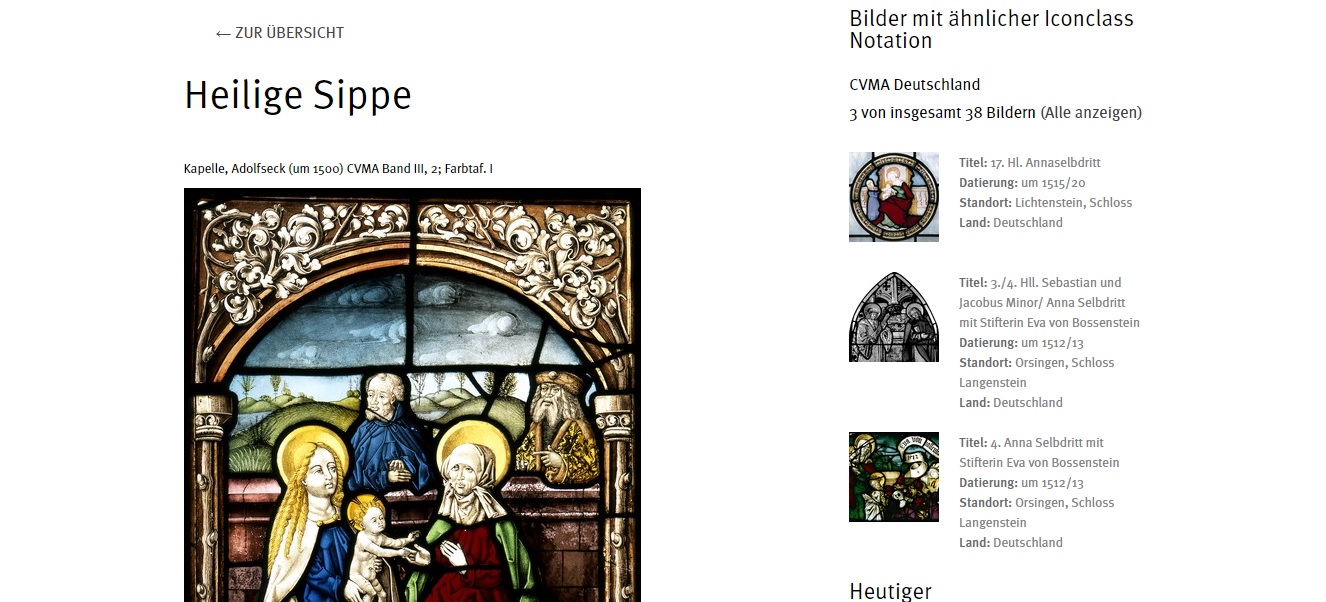 ← ZUR ÜBERSICHT
Heilige Sippe
Kapelle, Adolfseck (um 1500) CVMA Band III, 2; Farbtaf. I
Bilder mit ähnlicher Iconclass
Notation
CVMA Deutschland
3 von insgesamt 38 Bildern (Alle anzeigen)
Titel: 17. Hl. Annaselbdritt
Datierung: um 1515/20
Standort: Lichtenstein, Schloss
Land: Deutschland
Titel: 3./4. Hll. Sebastian und
Jacobus Minor/ Anna Selbdritt
mit Stifterin Eva von Bossenstein
Datierung: um 1512/13
Standort: Orsingen, Schloss
Langenstein
Land: Deutschland
Titel: 4. Anna Selbdritt mit
Stifterin Eva von Bossenstein
Datierung: um 1512/13
Standort: Orsingen, Schloss
Langenstein
Land: Deutschland
Heutiger